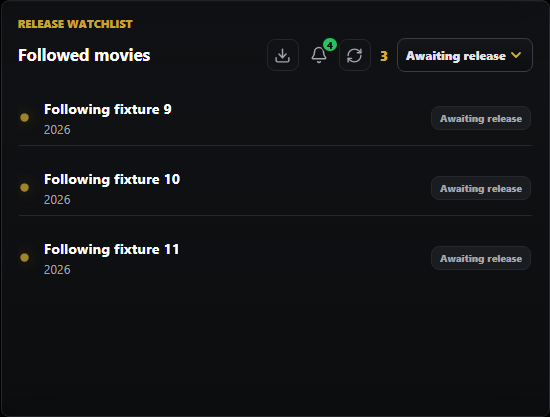 RELEASE WATCHLIST
Followed movies
4
3
Awaiting release
Following fixture 9
2026
Awaiting release
Following fixture 10
2026
Awaiting release
Following fixture 11
2026
Awaiting release